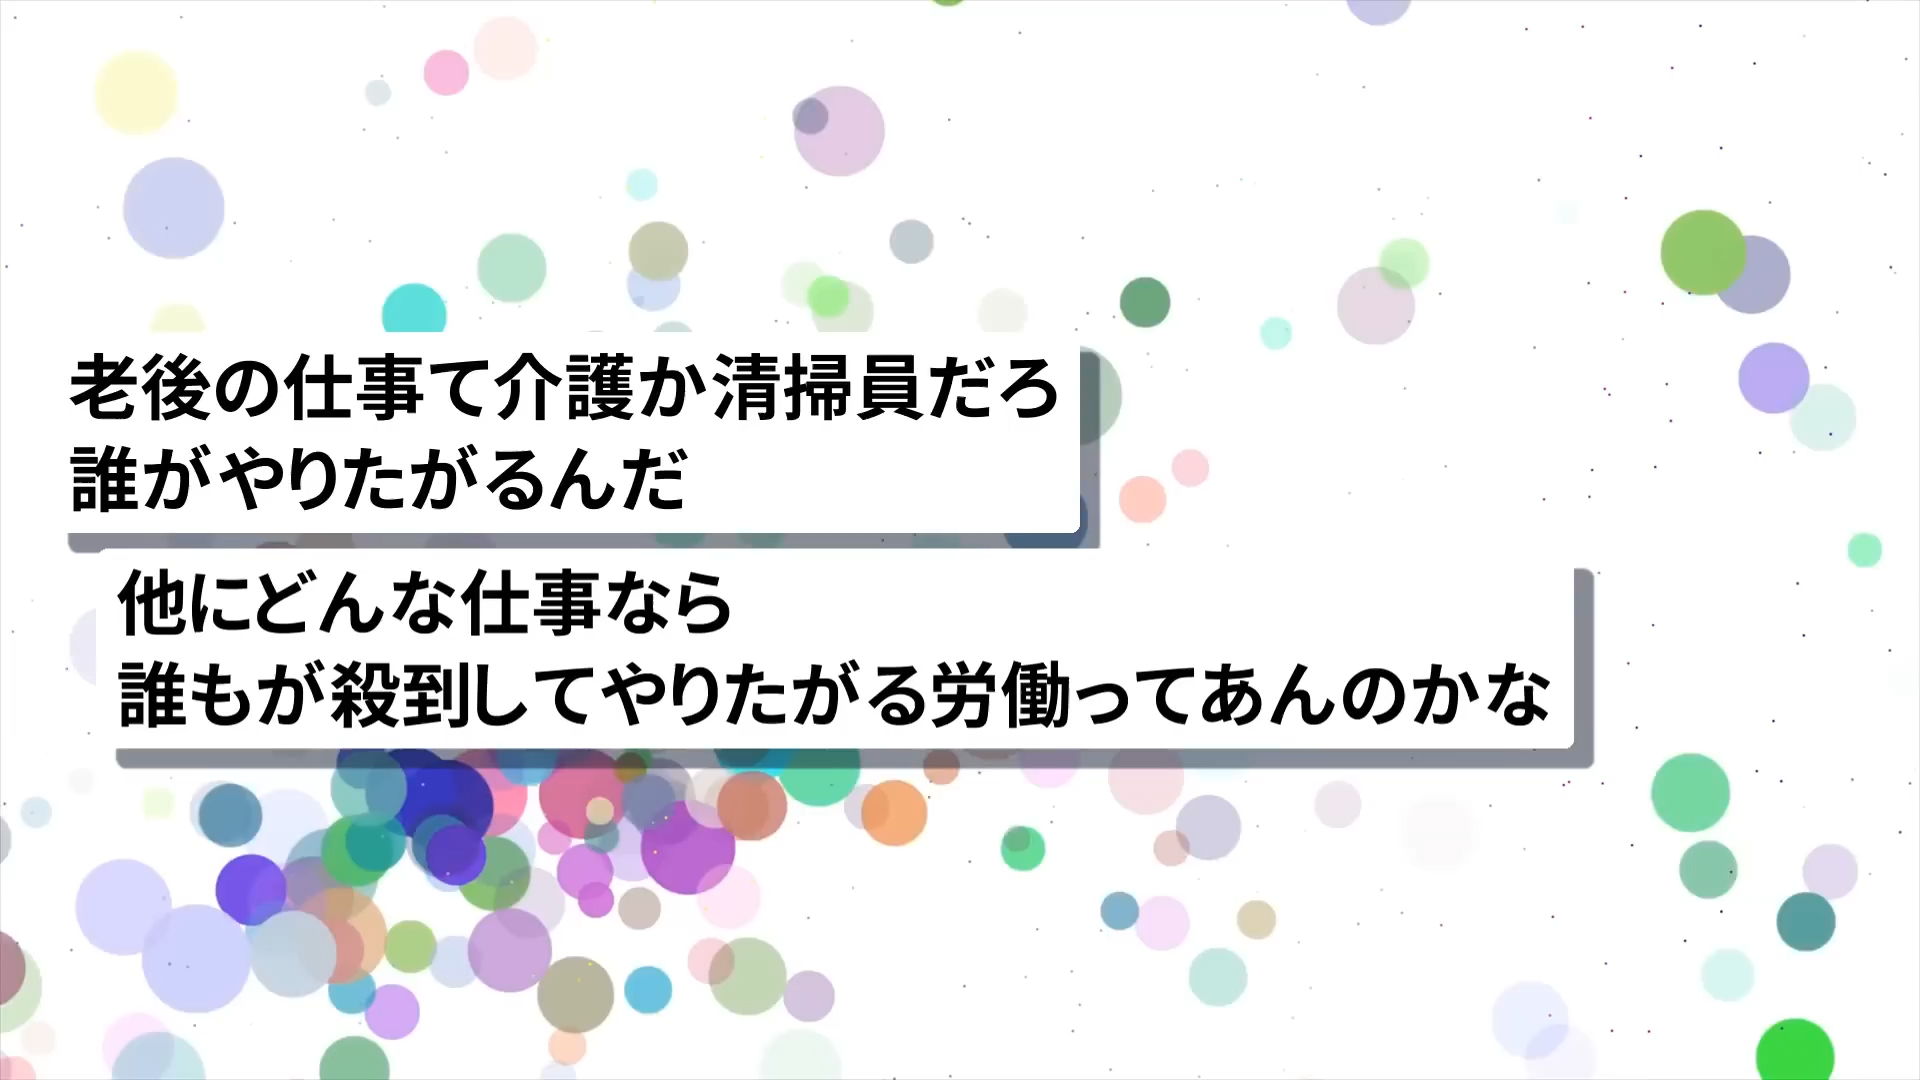 老後の仕事て介護か清掃員だろ
誰がやりたがるんだ
他にどんな仕事なら
誰もが殺到してやりたがる労働ってあんのかな